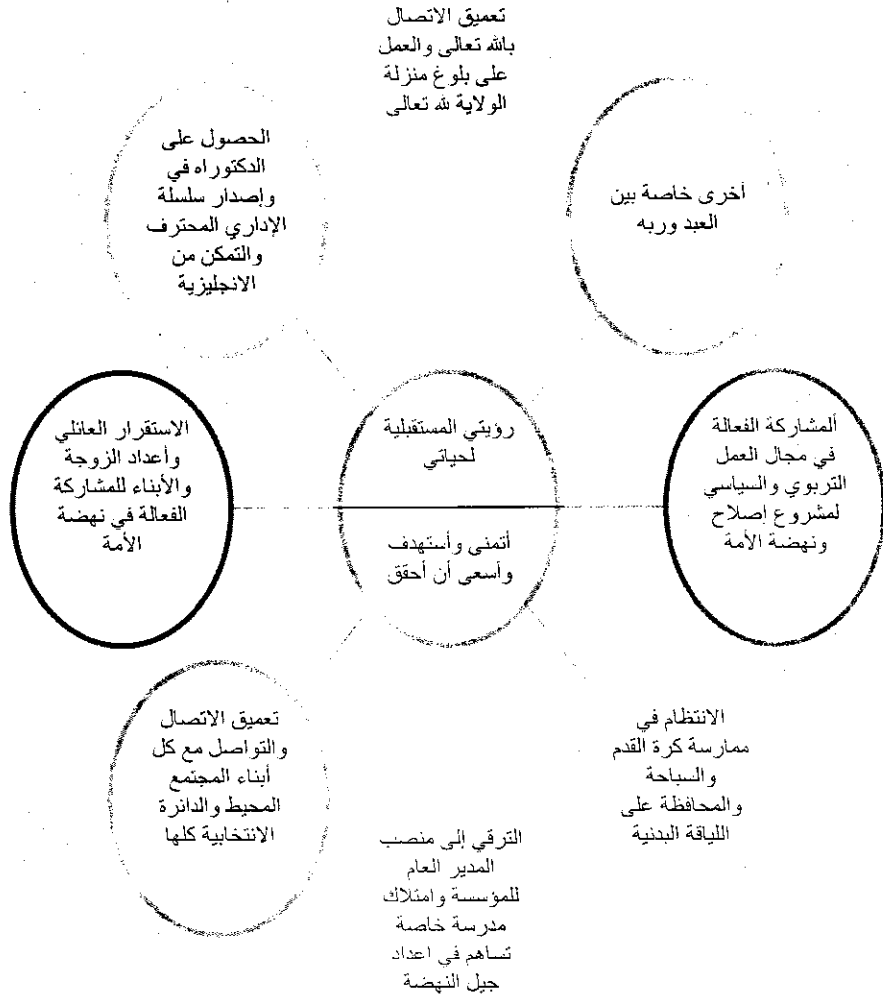 تعميق الاتصال
بالله تعالى والعمل
على بلوغ منزلة
الولاية لله تعالى
أخرى خاصة بين
العبد وربه
الحصول على
الدكتوراه في
وإصدار سلسلة
الإداري المحترف
والتمكن من
الانجليزية
ألمشاركة الفعالة
في مجال العمل
التربوي والسياسي
لمشروع إصلاح
ونهضة الأمة
رؤيتي المستقبلية
لحياتي
أتمنى وأستهدف
وأسعى أن أحقق
الاستقرار العائلي
وأعداد الزوجة
والأبناء للمشاركة
الفعالة في نهضة
الأمة
الانتظام في
ممارسة كرة القدم
والسباحة
والمحافظة على
اللياقة البدنية
تعميق الاتصال
والتواصل مع كل
أبناء المجتمع
المحيط والدائرة
الانتخابية كلها
الترقي إلى منصب
المدير العام
للمؤسسة وامتلاك
مدرسة خاصة
تساهم في اعداد
جيل النهضة